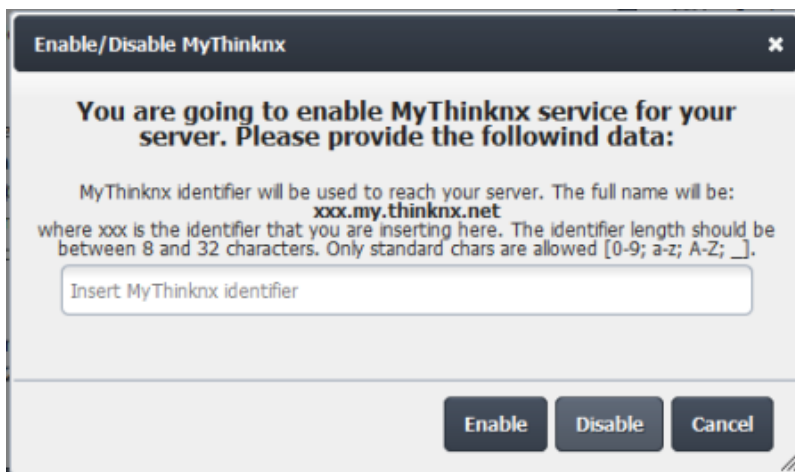 Enable/Disable MyThinknx
You are going to enable MyThinknx service for your
server. Please provide the followind data:
MyThinknx identifier will be used to reach your server. The full name will be:
xxx.my.thinknx.net
where xxx is the identifier that you are inserting here. The identifier length should be
between 8 and 32 characters. Only standard chars are allowed [0-9; a-z; A-Z; _].
Insert MyThinknx identifier
Enable Disable Cancel